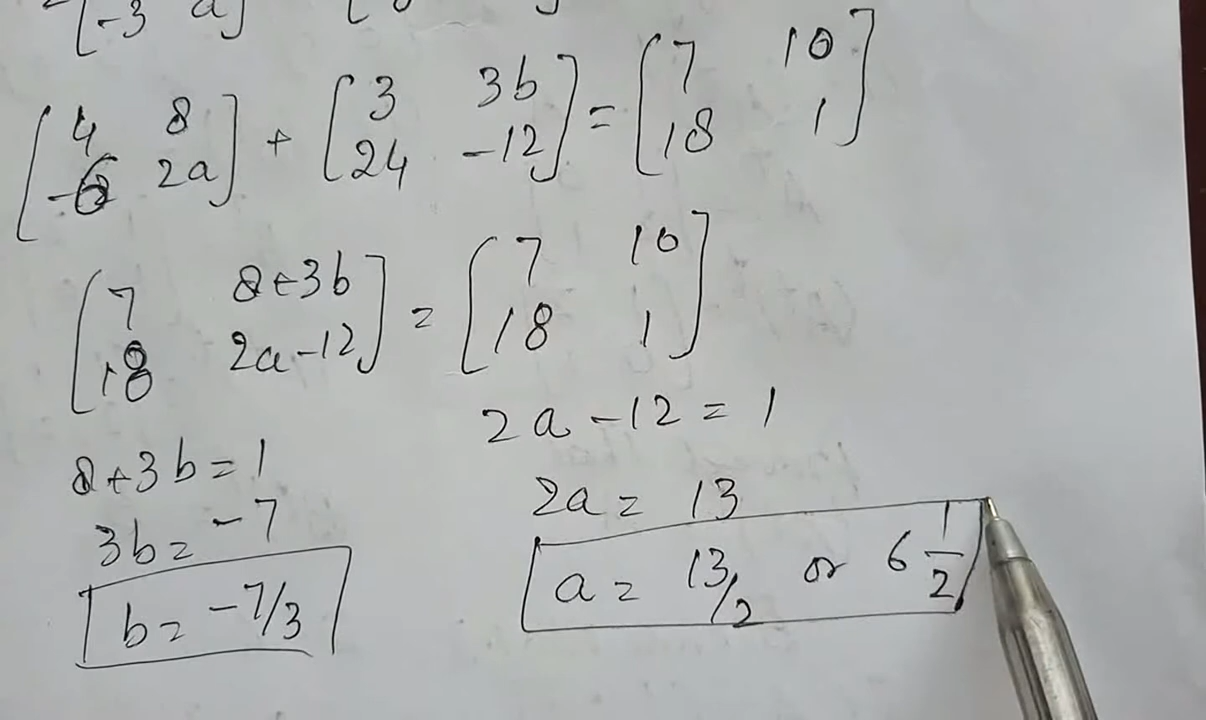 [-3 a]
[4 8] + [3 3b] = [7 10]
[-6 2a] [24 -12] [18 1]
[7 8+3b] = [7 10]
[18 2a-12] [18 1]
2a - 12 = 1
8+3b = 1
2a = 13
3b = -7
a = 13/2 or 6 1/2
b = -7/3